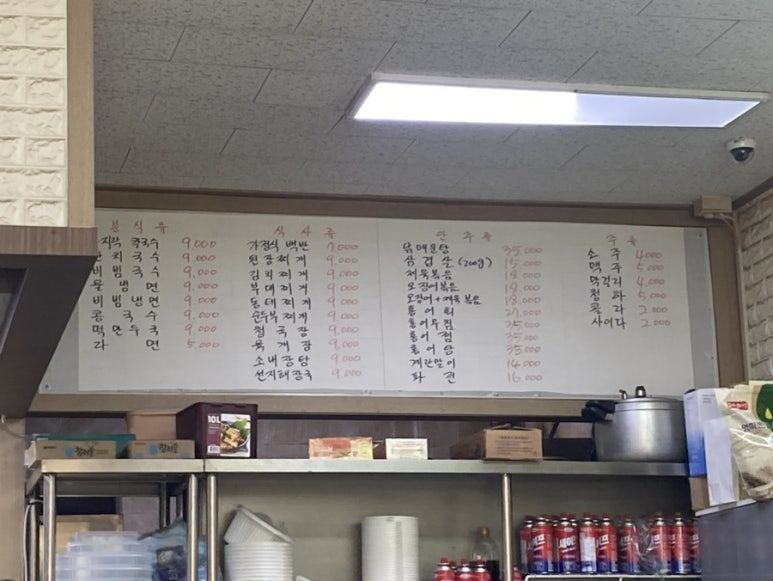 분식류
지락 칼국수 9,000
잔치국수 9,000
비빔국수 9,000
물냉면 9,000
비빔냉면 9,000
콩국수 9,000
떡만두국 9,000
라면 5,000
식사류
가정식백반 9,000
된장찌개 9,000
김치찌개 9,000
부대찌개 9,000
동태찌개 9,000
순두부찌개 9,000
청국장 9,000
육개장 9,000
소내장탕 9,000
선지해장국 9,000
안주류
닭매운탕 35,000
삼겹살(200g) 15,000
제육볶음 18,000
오징어볶음 18,000
오징어+제육볶음 18,000
홍어회
홍어무침 35,000
홍어찜 35,000
홍어탕 35,000
계란말이 14,000
파전 16,000
주류
소주 4,000
맥주 5,000
막걸리 4,000
청하 5,000
콜라 2,000
사이다 2,000
10L